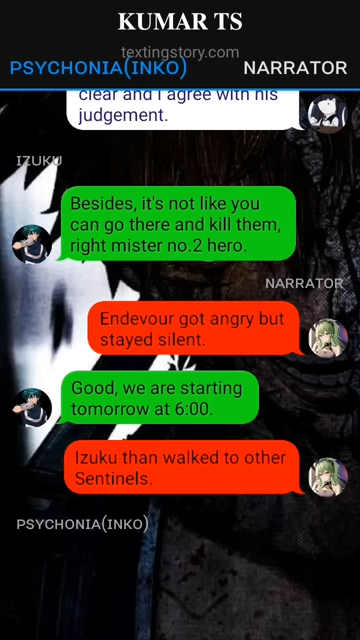 KUMAR TS
textingstory.com
PSYCHONIA(INKO) NARRATOR
clear and I agree with his
judgement.
IZUKU
Besides, it's not like you
can go there and kill them,
right mister no.2 hero.
NARRATOR
Endevour got angry but
stayed silent.
Good, we are starting
tomorrow at 6:00.
Izuku than walked to other
Sentinels.
PSYCHONIA(INKO)